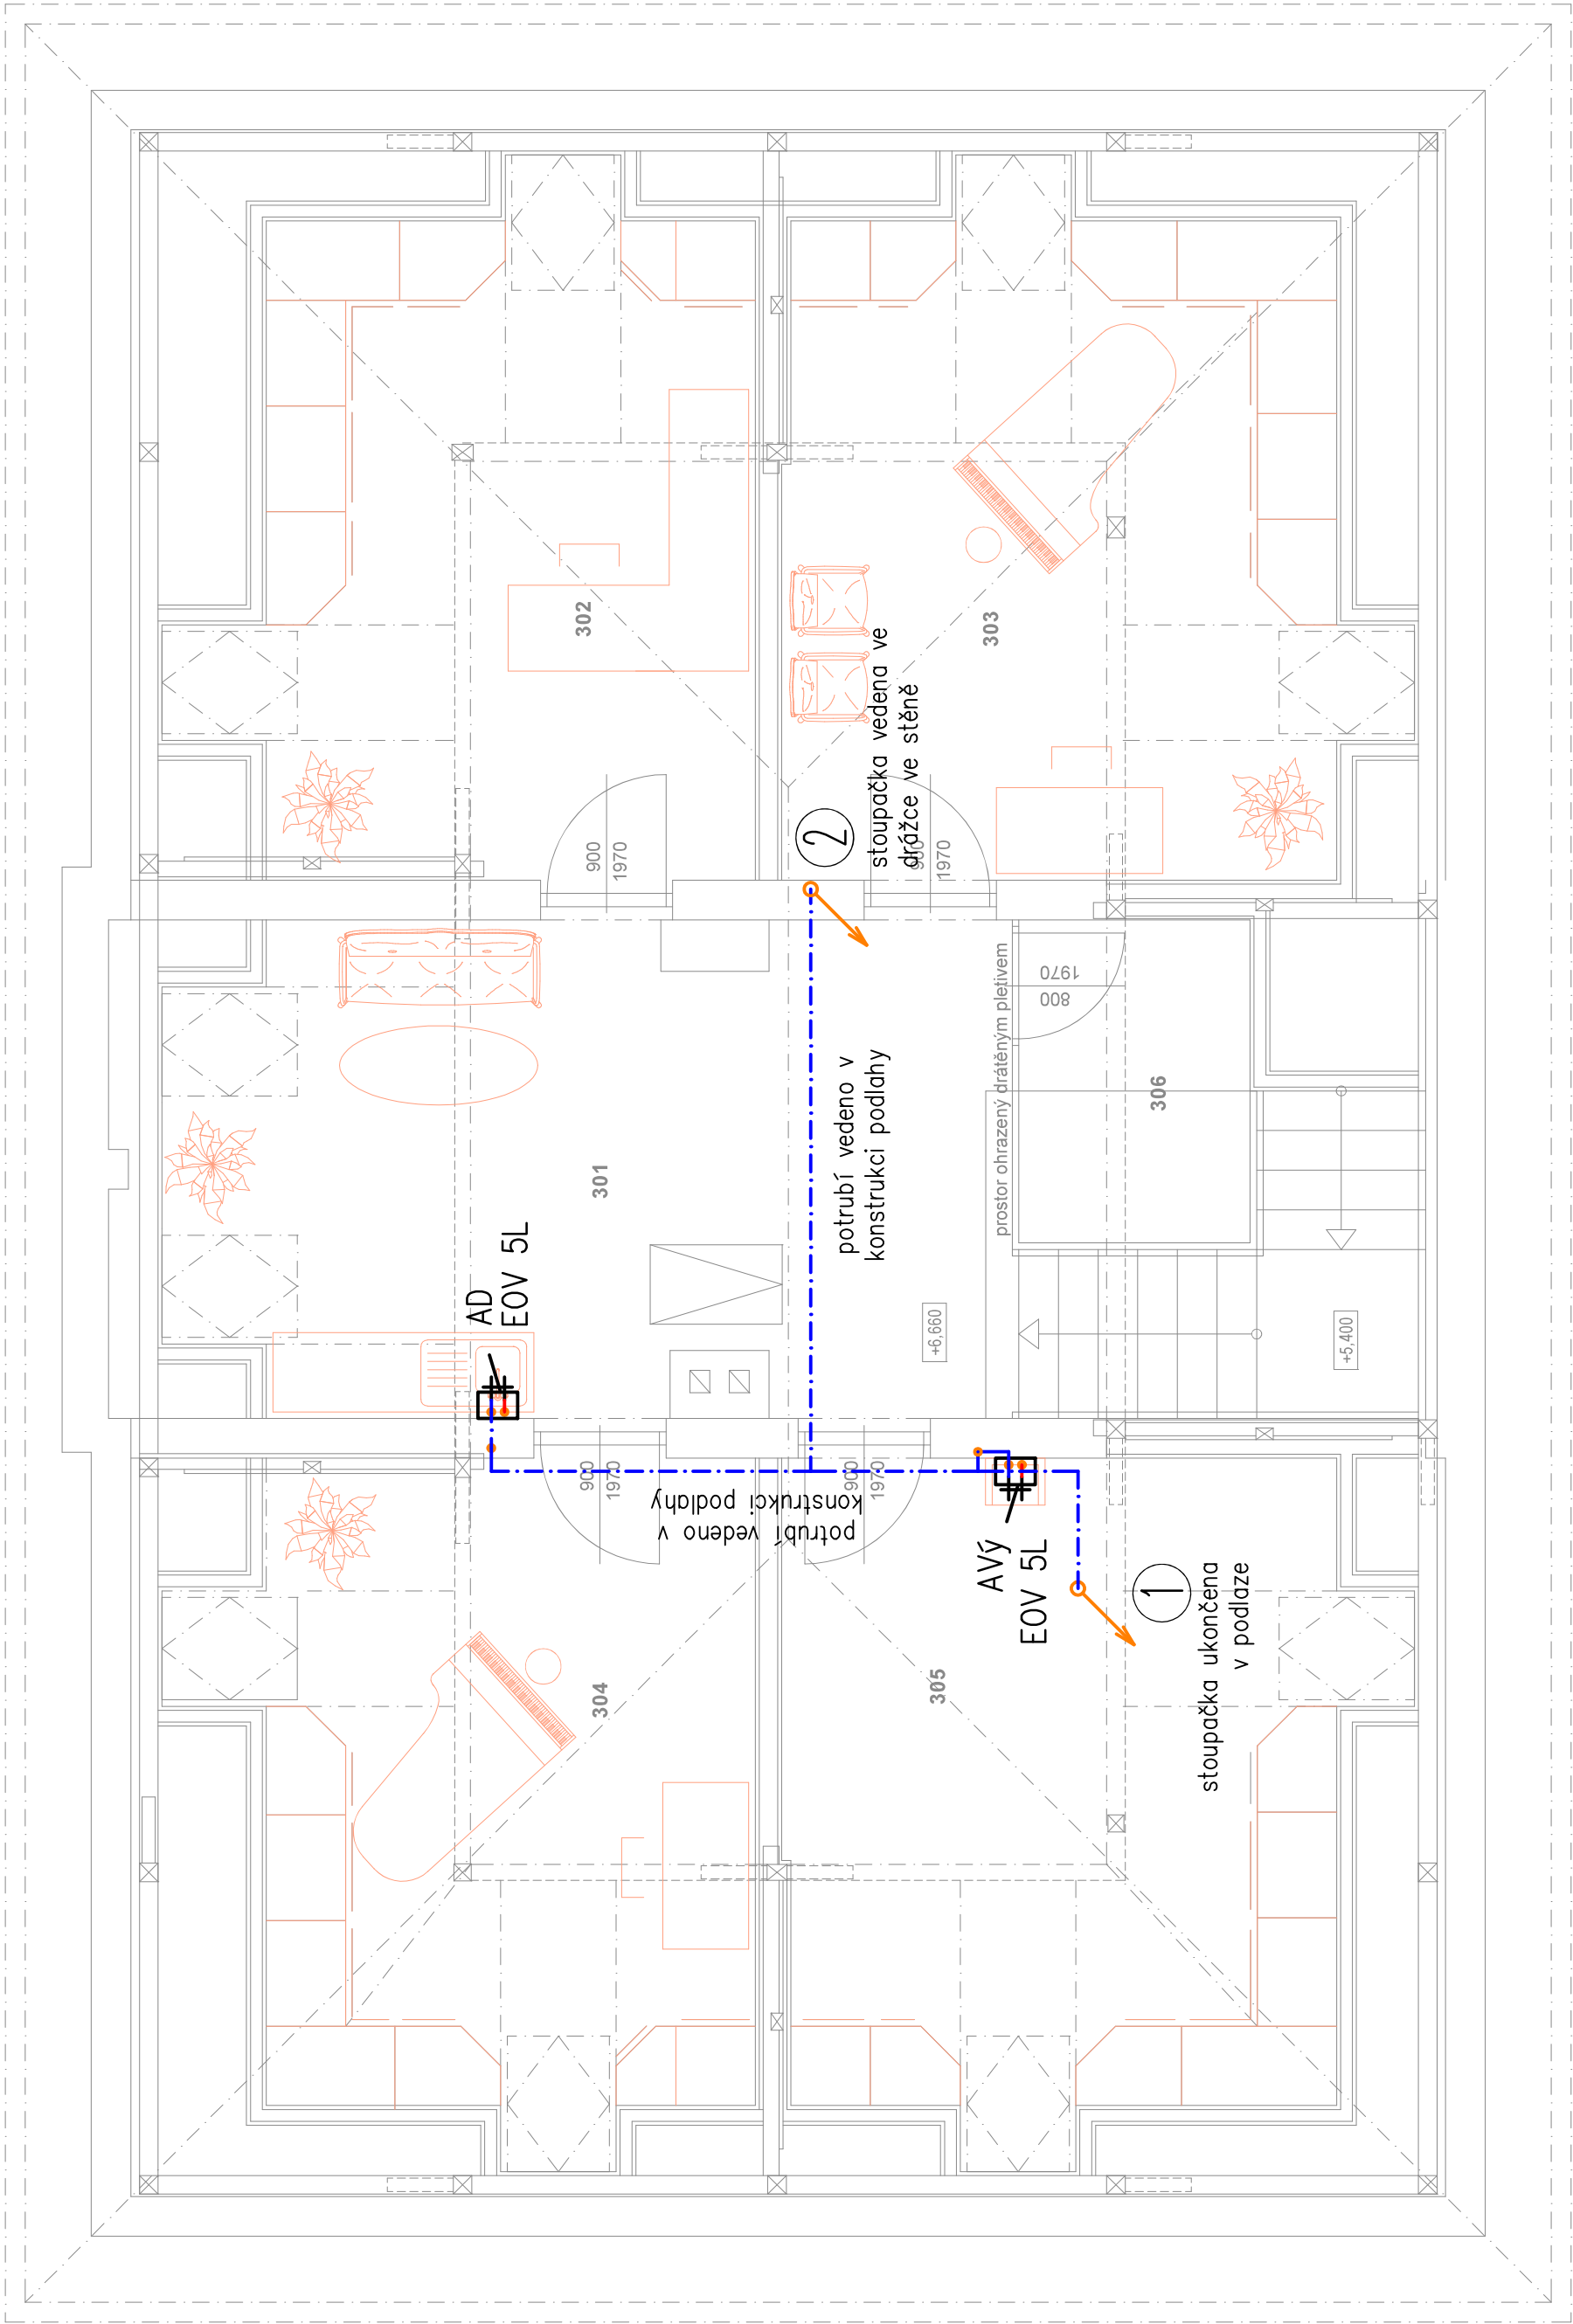 302
303
stoupačka vedena ve
drážce ve stěně
2
900
1970
900
1970
prostor ohrazený drátěným pletivem
800
1970
306
301
potrubí vedeno v
konstrukci podlahy
AD
EOV 5L
+6,660
+5,400
900
1970
900
1970
potrubí vedeno v
konstrukci podlahy
AVý
EOV 5L
1
stoupačka ukončena
v podlaze
304
305